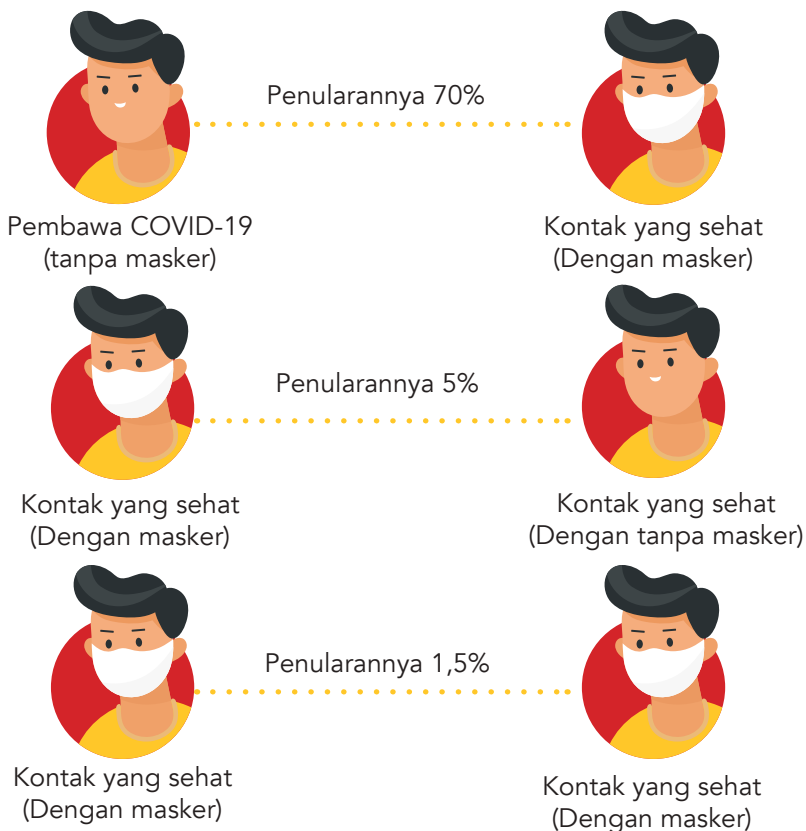 Penularannya 70%
Pembawa COVID-19
(tanpa masker)
Kontak yang sehat
(Dengan masker)
Penularannya 5%
Kontak yang sehat
(Dengan masker)
Kontak yang sehat
(Dengan tanpa masker)
Penularannya 1,5%
Kontak yang sehat
(Dengan masker)
Kontak yang sehat
(Dengan masker)